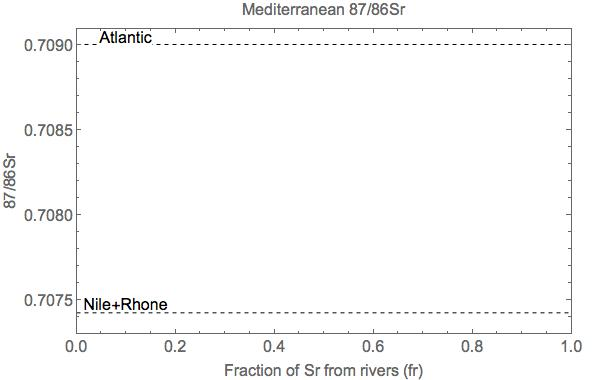 Mediterranean 87/86Sr
0.7090
Atlantic
0.7085
87/86Sr
0.7080
0.7075
Nile+Rhone
0.0 0.2 0.4 0.6 0.8 1.0
Fraction of Sr from rivers (fr)